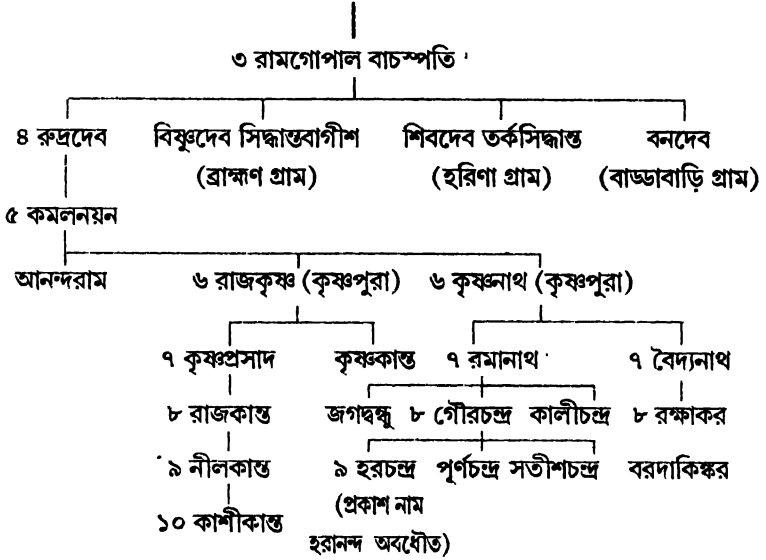 ৩ রামগোপাল বাচস্পতি
৪ রুদ্রদেব বিষ্ণুদেব সিদ্ধান্তবাগীশ শিবদেব তর্কসিদ্ধান্ত বনদেব
(ব্রাহ্মণ গ্রাম) (হরিণা গ্রাম) (বাড্ডাবাড়ি গ্রাম)
৫ কমলনয়ন
আনন্দরাম ৬ রাজকৃষ্ণ (কৃষ্ণপুরা) ৬ কৃষ্ণনাথ (কৃষ্ণপুরা)
৭ কৃষ্ণপ্রসাদ কৃষ্ণকান্ত ৭ রমানাথ ৭ বৈদ্যনাথ
৮ রাজকান্ত জগদ্বন্ধু ৮ গৌরচন্দ্র কালীচন্দ্র ৮ রক্ষাকর
৯ নীলকান্ত ৯ হরচন্দ্র পূর্ণচন্দ্র সতীশচন্দ্র বরদাকিঙ্কর
১০ কাশীকান্ত (প্রকাশ নাম
হরানন্দ অবধৌত)